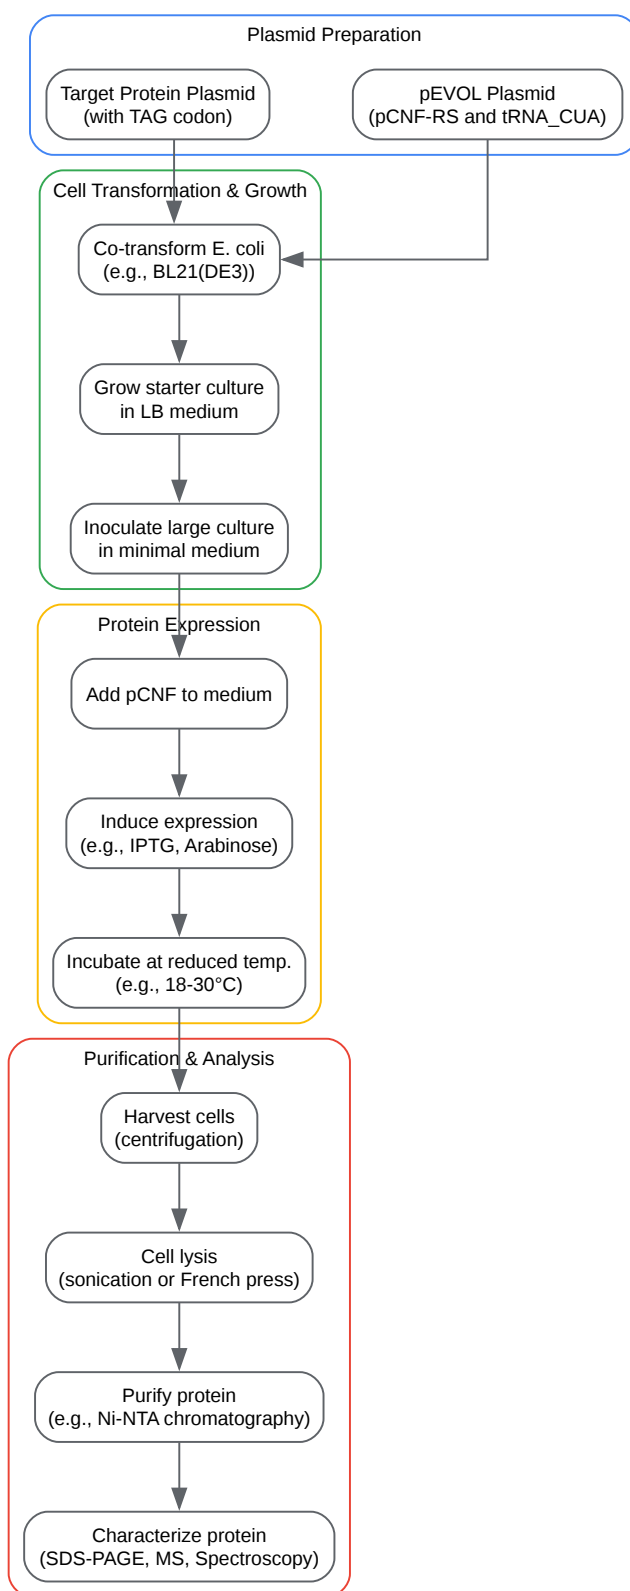 Plasmid Preparation
Target Protein Plasmid
(with TAG codon)
pEVOL Plasmid
(pCNF-RS and tRNA_CUA)
Cell Transformation & Growth
Co-transform E. coli
(e.g., BL21(DE3))
Grow starter culture
in LB medium
Inoculate large culture
in minimal medium
Protein Expression
Add pCNF to medium
Induce expression
(e.g., IPTG, Arabinose)
Incubate at reduced temp.
(e.g., 18-30°C)
Purification & Analysis
Harvest cells
(centrifugation)
Cell lysis
(sonication or French press)
Purify protein
(e.g., Ni-NTA chromatography)
Characterize protein
(SDS-PAGE, MS, Spectroscopy)